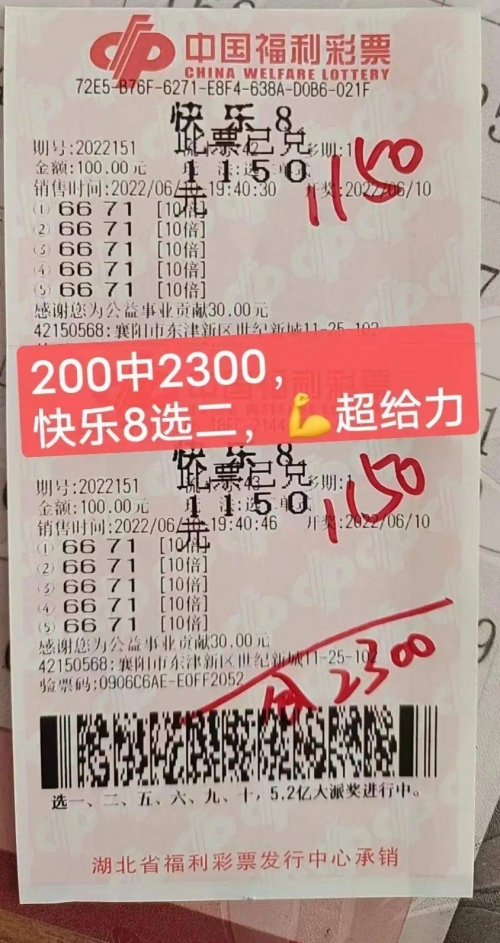 中国福利彩票
CHINA WELFARE LOTTERY
72E5-B76F-6271-E8F4-638A-D0B6-021F
快乐8
此票已兑
1150
元
期号:2022151
多期:1
金额:100.00元
销售时间:2022/06/
19:40:30
开奖:2022/06/10
1150
① 66 71 [10倍]
② 66 71 [10倍]
③ 66 71 [10倍]
④ 66 71 [10倍]
⑤ 66 71 [10倍]
感谢您为公益事业贡献30.00元
42150568:襄阳市东津新区世纪新城11-25-102
200中2300,
快乐8选二,💪超给力
快乐8
此票已兑
1150
元
期号:2022151
多期:1
金额:100.00元
销售时间:2022/06/
19:40:46
开奖:2022/06/10
1150
① 66 71 [10倍]
② 66 71 [10倍]
③ 66 71 [10倍]
④ 66 71 [10倍]
⑤ 66 71 [10倍]
感谢您为公益事业贡献30.00元
42150568:襄阳市东津新区世纪新城11-25-102
验票码:0906C6AE-E0FF2052
2300
选一、二、五、六、九、十，5.2亿大派奖进行中。
湖北省福利彩票发行中心承销